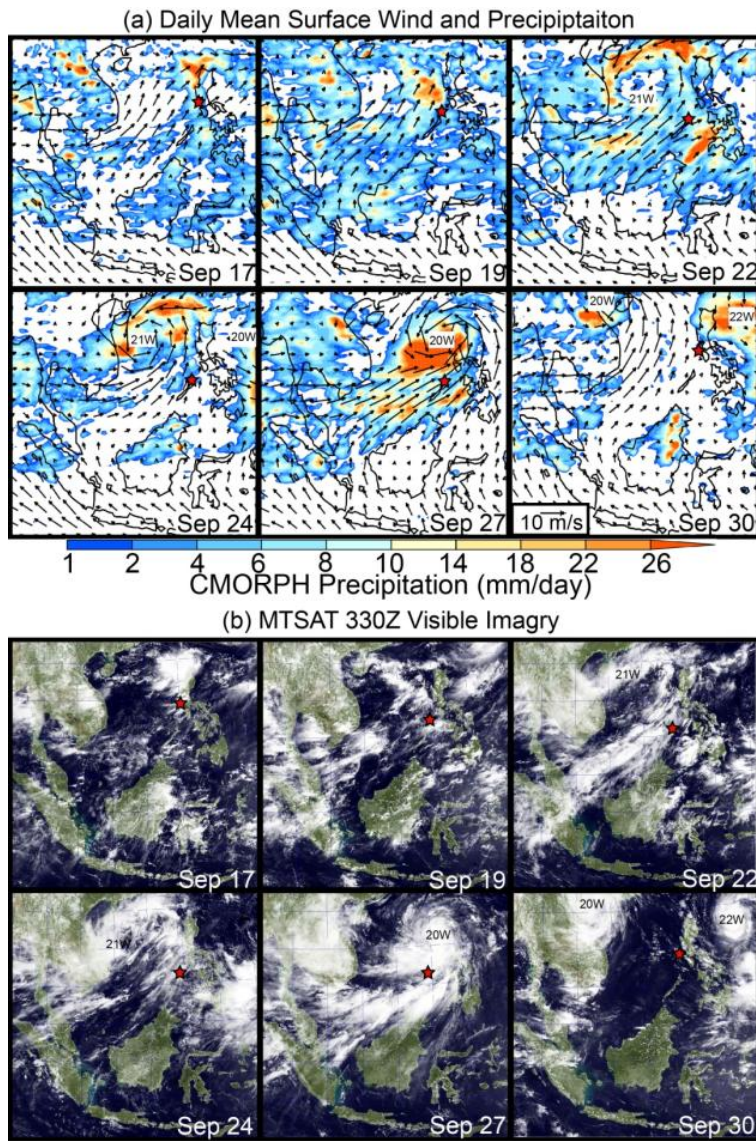 (a) Daily Mean Surface Wind and Precipiptaiton
Sep 17
Sep 19
21W
Sep 22
21W
20W
Sep 24
20W
Sep 27
20W
22W
10 m/s
Sep 30
1 2 4 6 8 10 12 14 18 22 26
CMORPH Precipitation (mm/day)
(b) MTSAT 330Z Visible Imagry
Sep 17
Sep 19
21W
Sep 22
21W
Sep 24
20W
Sep 27
20W
22W
Sep 30